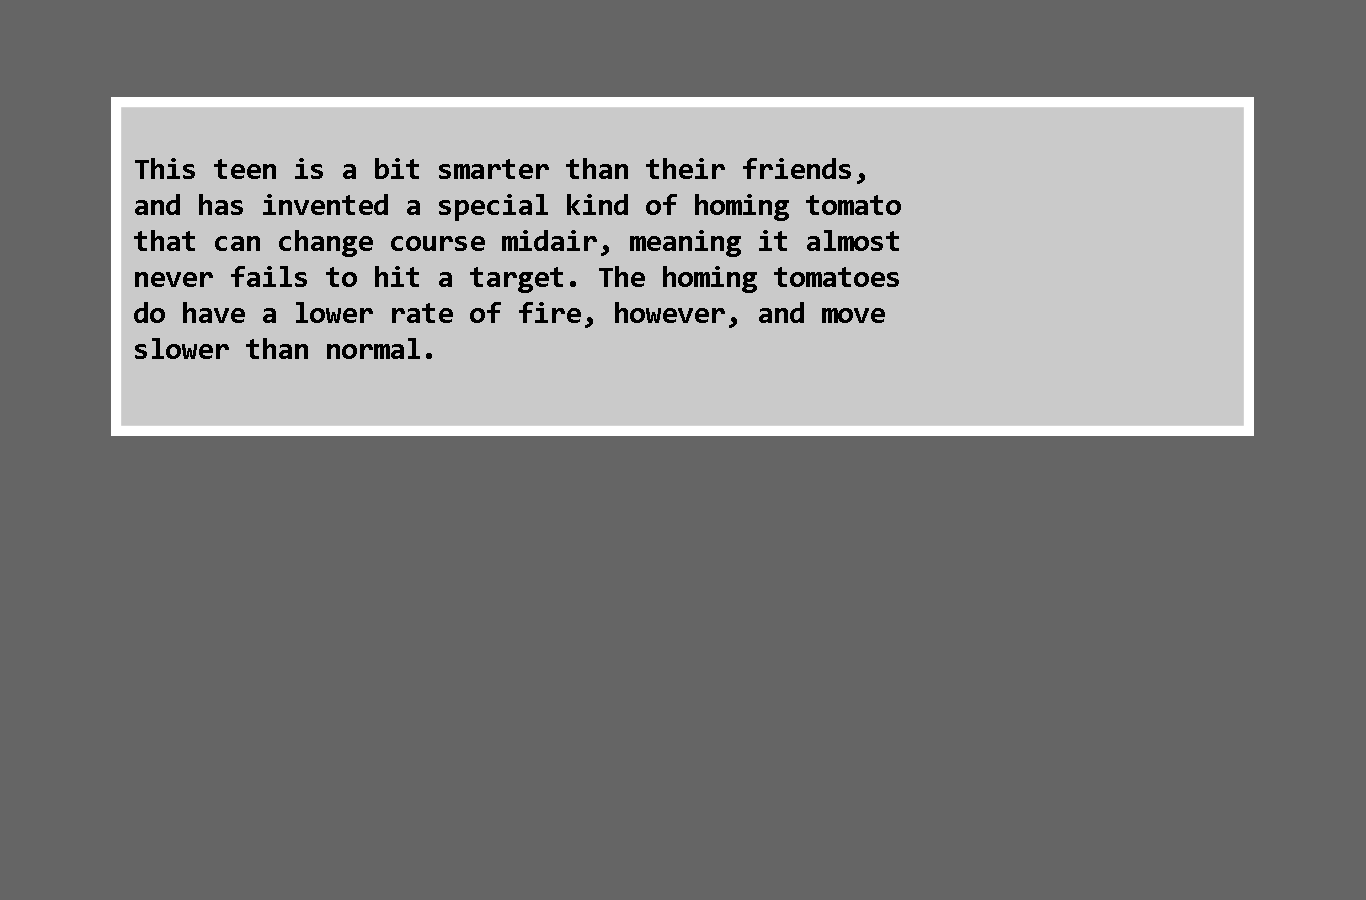 This teen is a bit smarter than their friends,
and has invented a special kind of homing tomato
that can change course midair, meaning it almost
never fails to hit a target. The homing tomatoes
do have a lower rate of fire, however, and move
slower than normal.